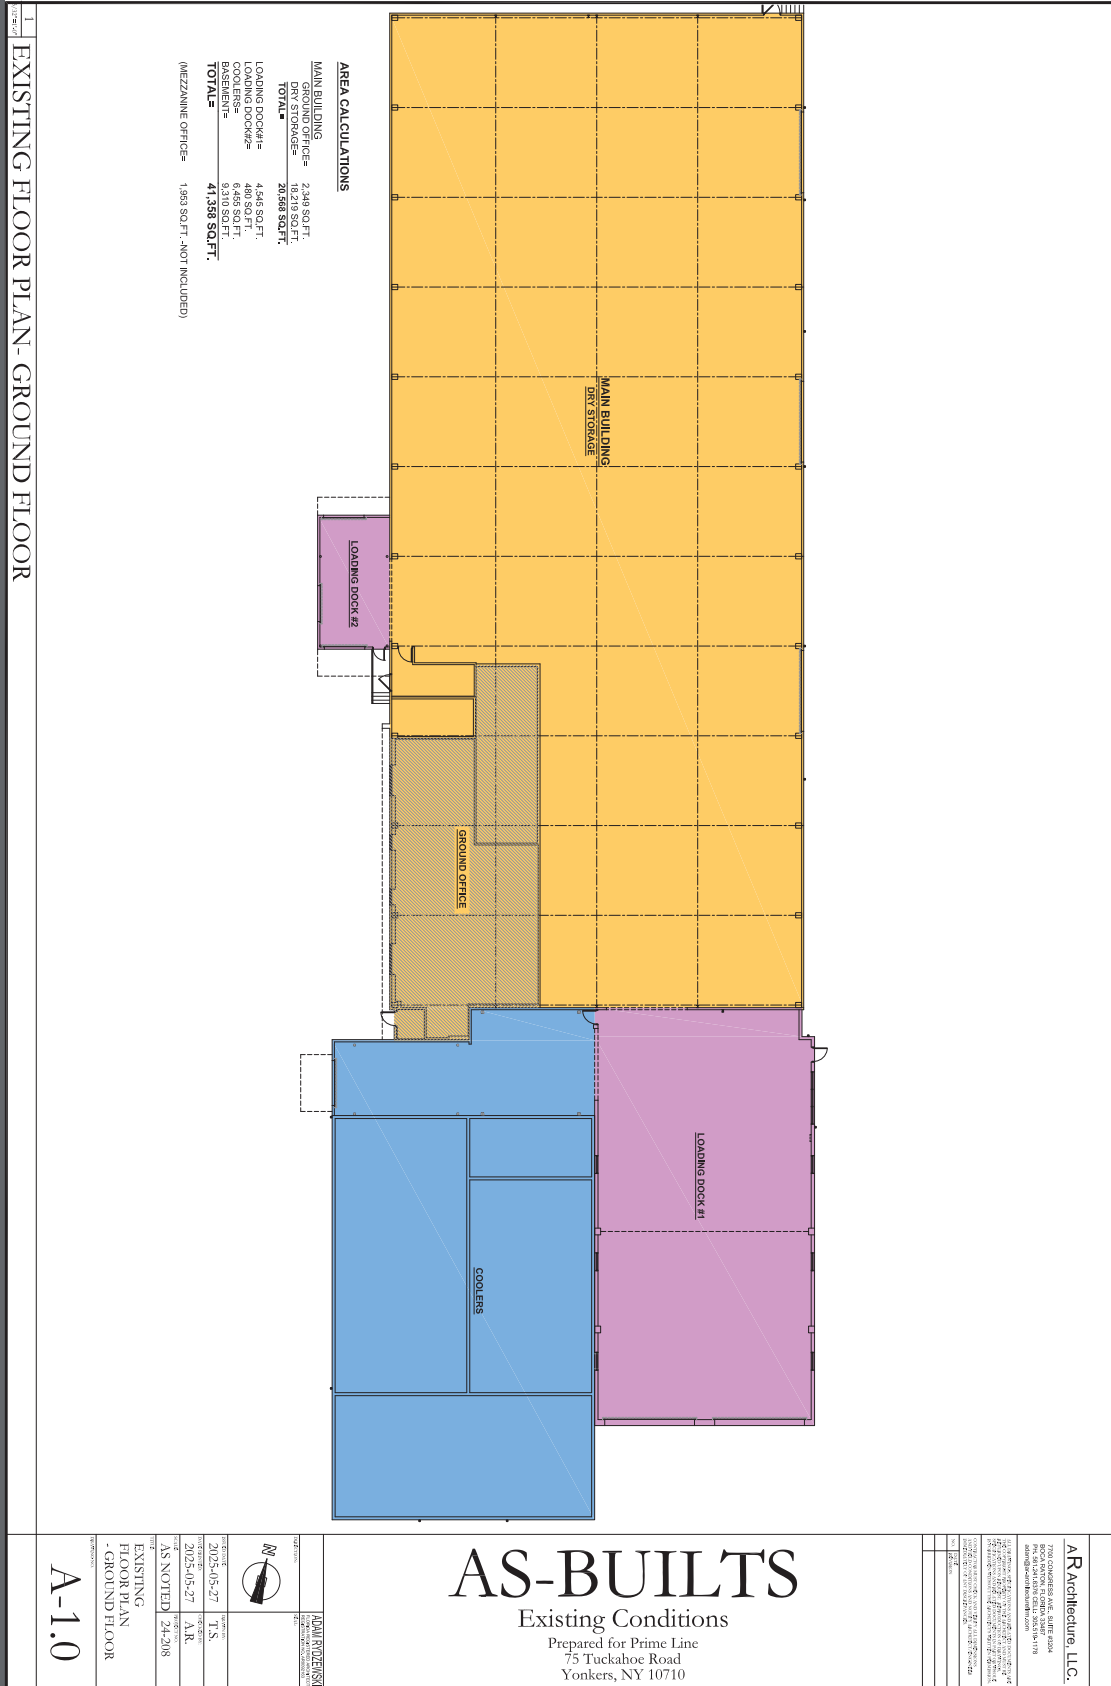 1
EXISTING FLOOR PLAN- GROUND FLOOR
AREA CALCULATIONS
MAIN BUILDING
GROUND OFFICE= 2,349 SQ.FT.
DRY STORAGE= 18,219 SQ.FT.
TOTAL= 20,568 SQ.FT.
LOADING DOCK#1= 4,545 SQ.FT.
LOADING DOCK#2= 480 SQ.FT.
COOLERS= 6,455 SQ.FT.
BASEMENT= 9,310 SQ.FT.
TOTAL= 41,358 SQ.FT.
(MEZZANINE OFFICE= 1,953 SQ.FT. -NOT INCLUDED)
MAIN BUILDING
DRY STORAGE
LOADING DOCK #2
GROUND OFFICE
LOADING DOCK #1
COOLERS
AS-BUILTS
Existing Conditions
Prepared for Prime Line
75 Tuckahoe Road
Yonkers, NY 10710
AR Architecture, LLC.
7700 CONGRESS AVE., SUITE #3204
BOCA RATON, FLORIDA 33487
N
ADAM RYDZEWSKI
2025-05-27 T.S.
2025-05-27 A.R.
AS NOTED 24-208
EXISTING
FLOOR PLAN
- GROUND FLOOR
A-1.0